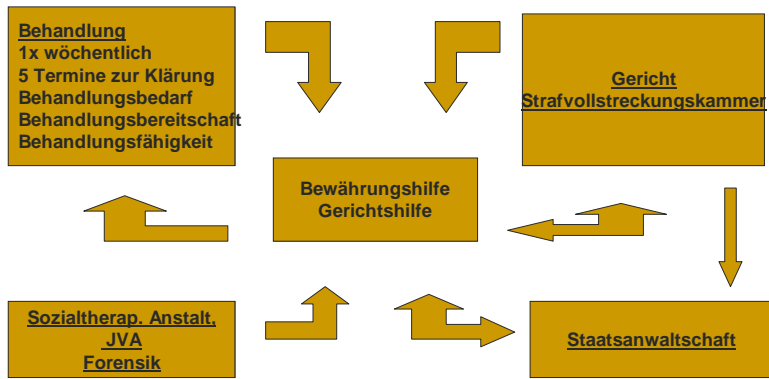 Behandlung
1x wöchentlich
5 Termine zur Klärung
Behandlungsbedarf
Behandlungsbereitschaft
Behandlungsfähigkeit
Gericht
Strafvollstreckungskammer
Bewährungshilfe
Gerichtshilfe
Sozialtherap. Anstalt,
JVA
Forensik
Staatsanwaltschaft